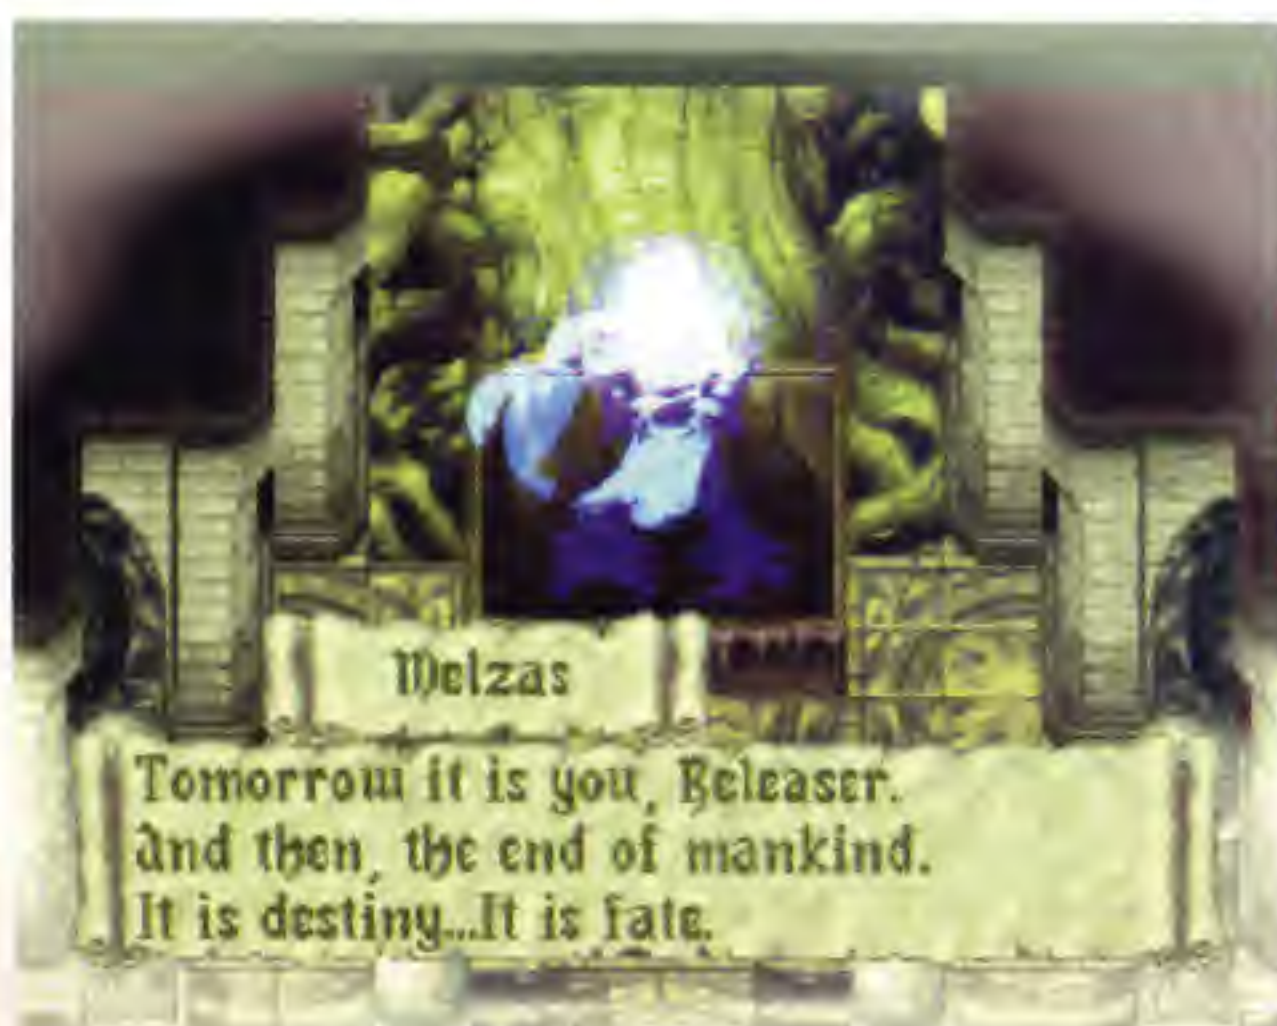 Melzas
Tomorrow it is you, Releaser.
And then, the end of mankind.
It is destiny...It is fate.